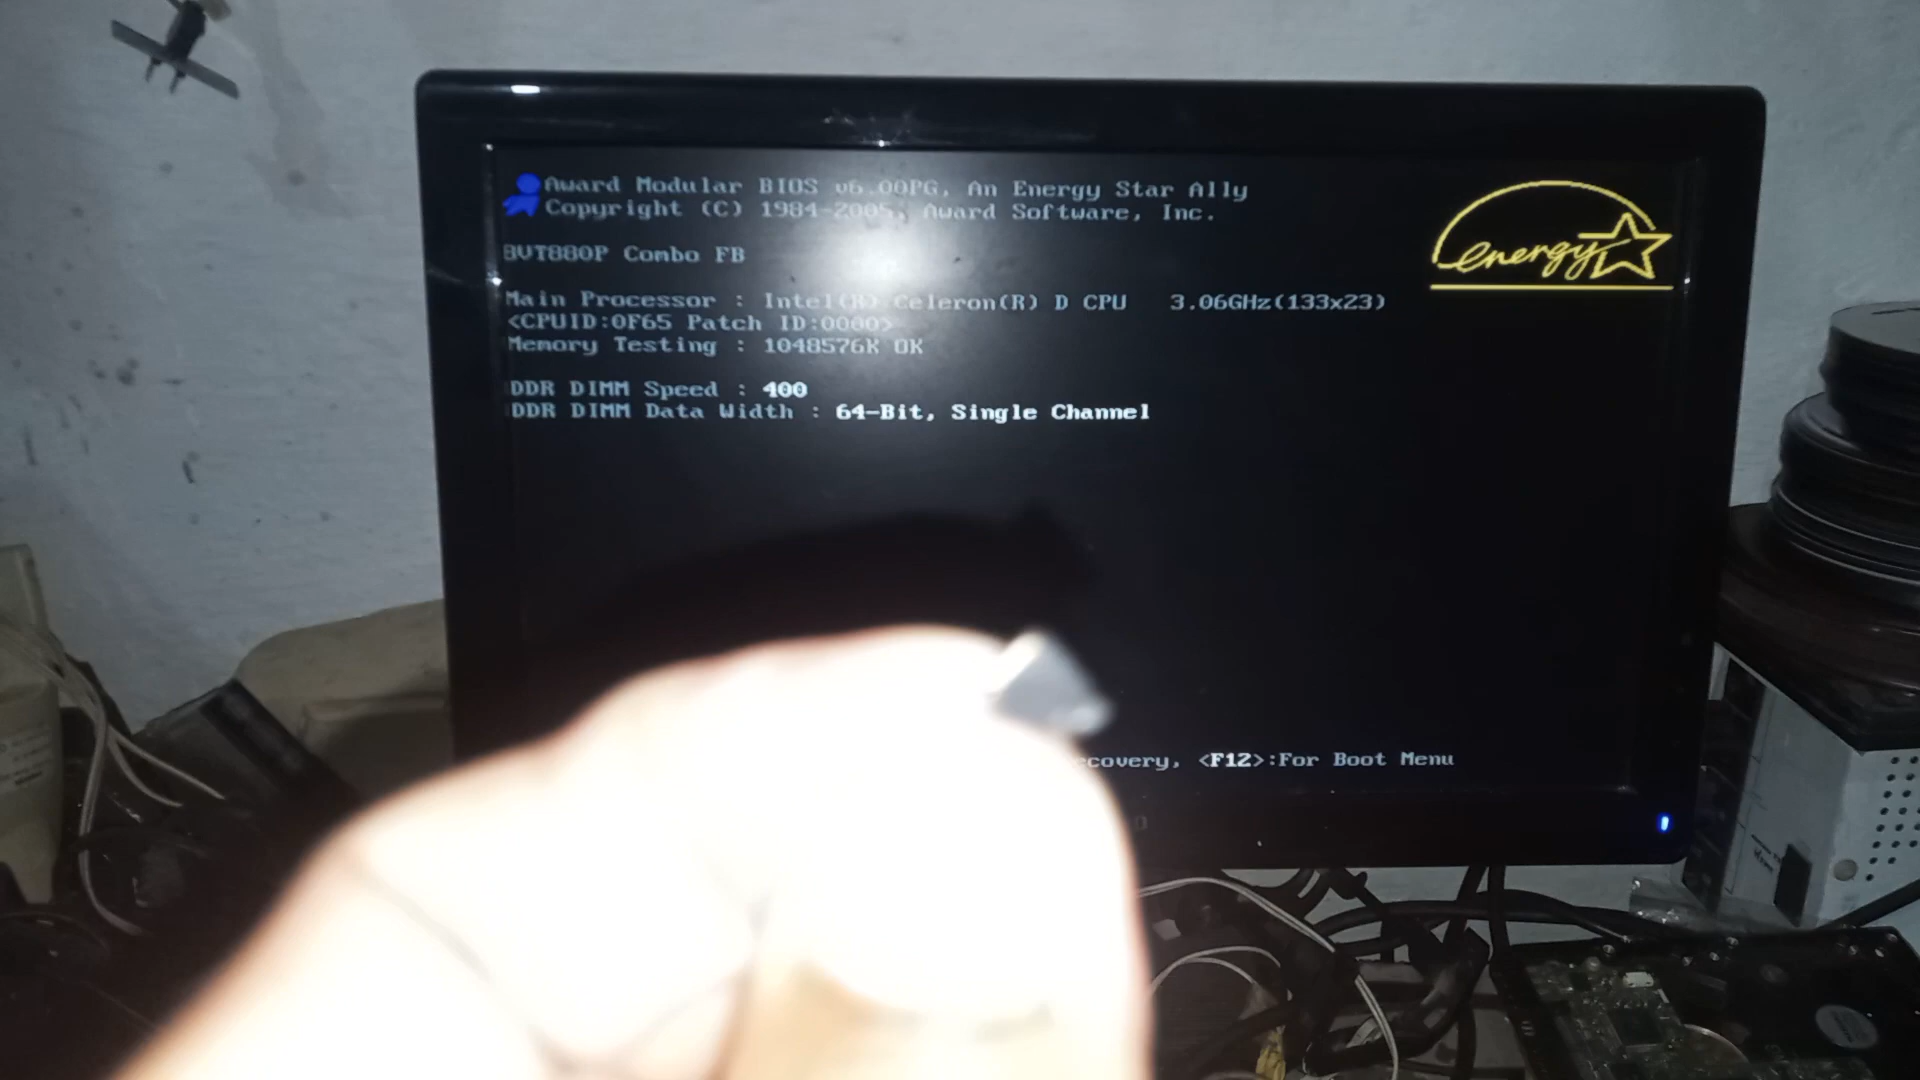 Award Modular BIOS v6.00PG, An Energy Star Ally
Copyright (C) 1984-2005, Award Software, Inc.
energy
8VT880P Combo FB
Main Processor : Intel(R) Celeron(R) D CPU 3.06GHz(133x23)
<CPUID:0F65 Patch ID:0000>
Memory Testing : 1048576K OK
DDR DIMM Speed : 400
DDR DIMM Data Width : 64-Bit, Single Channel
ecovery, <F12>:For Boot Menu